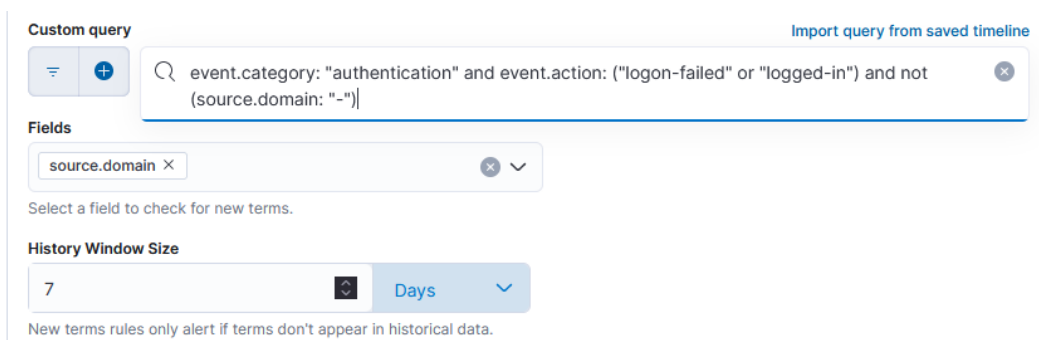 Custom query
Import query from saved timeline
event.category: "authentication" and event.action: ("logon-failed" or "logged-in") and not
(source.domain: "-")
Fields
source.domain ×
Select a field to check for new terms.
History Window Size
7
Days
New terms rules only alert if terms don't appear in historical data.